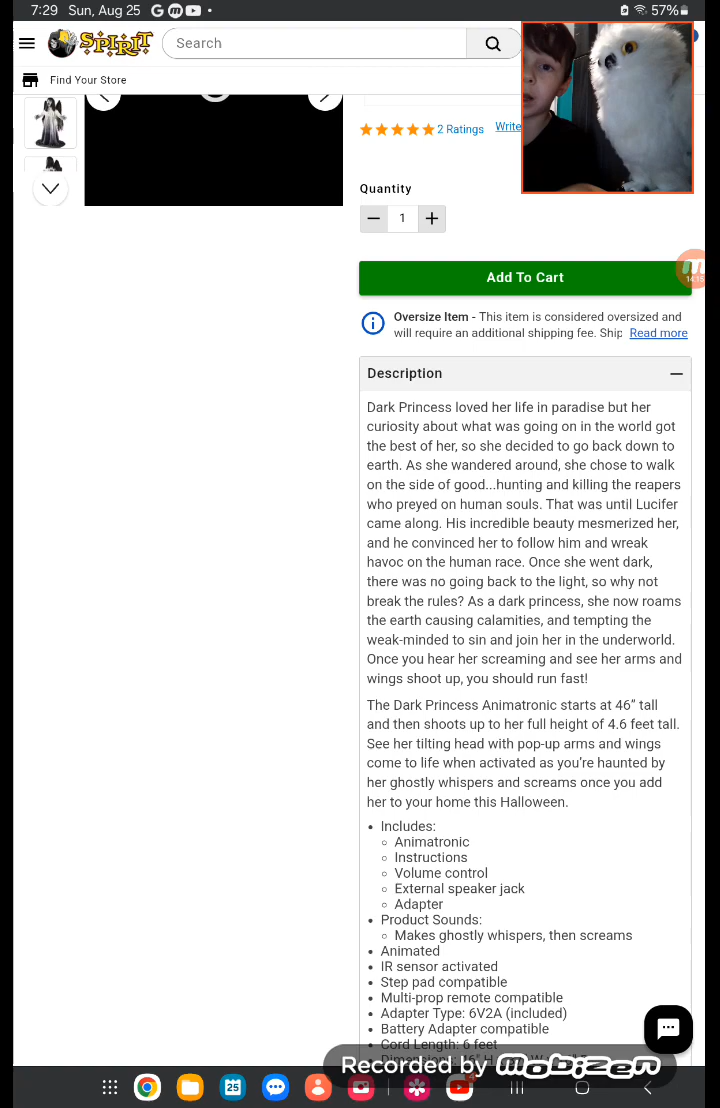 7:29 Sun, Aug 25
57%
SPIRIT
Search
Find Your Store
2 Ratings Write
Quantity
1
Add To Cart
14:15
Oversize Item - This item is considered oversized and
will require an additional shipping fee. Ship Read more
Description
Dark Princess loved her life in paradise but her
curiosity about what was going on in the world got
the best of her, so she decided to go back down to
earth. As she wandered around, she chose to walk
on the side of good...hunting and killing the reapers
who preyed on human souls. That was until Lucifer
came along. His incredible beauty mesmerized her,
and he convinced her to follow him and wreak
havoc on the human race. Once she went dark,
there was no going back to the light, so why not
break the rules? As a dark princess, she now roams
the earth causing calamities, and tempting the
weak-minded to sin and join her in the underworld.
Once you hear her screaming and see her arms and
wings shoot up, you should run fast!
The Dark Princess Animatronic starts at 46” tall
and then shoots up to her full height of 4.6 feet tall.
See her tilting head with pop-up arms and wings
come to life when activated as you’re haunted by
her ghostly whispers and screams once you add
her to your home this Halloween.
Includes:
Animatronic
Instructions
Volume control
External speaker jack
Adapter
Product Sounds:
Makes ghostly whispers, then screams
Animated
IR sensor activated
Step pad compatible
Multi-prop remote compatible
Adapter Type: 6V2A (included)
Battery Adapter compatible
Cord Length: 6 feet
Recorded by mobizen
25